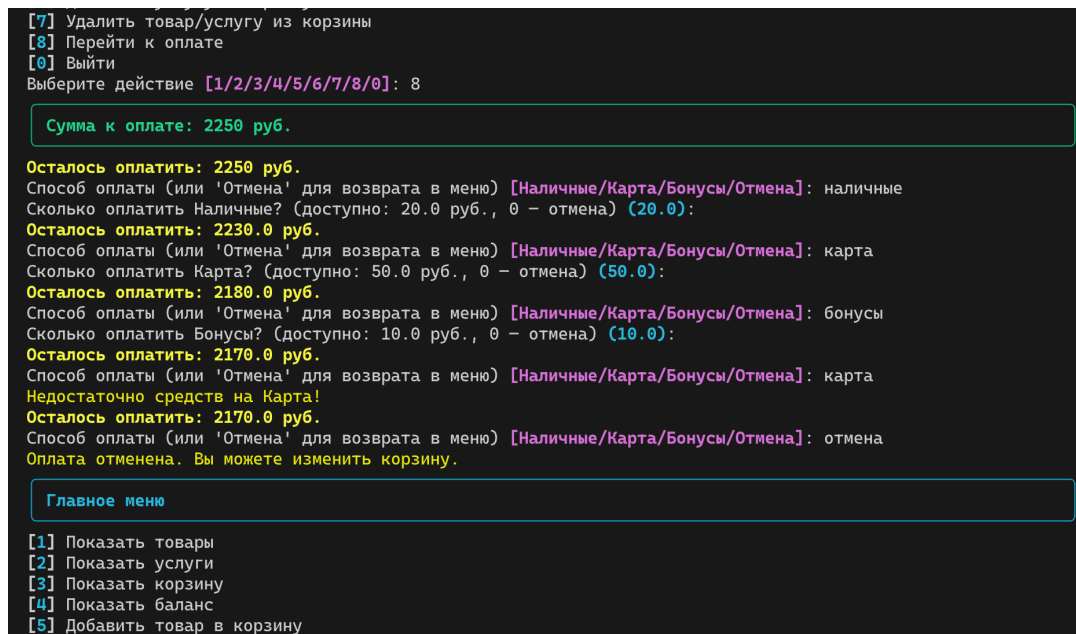 [7] Удалить товар/услугу из корзины
[8] Перейти к оплате
[0] Выйти
Выберите действие [1/2/3/4/5/6/7/8/0]: 8
Сумма к оплате: 2250 руб.
Осталось оплатить: 2250 руб.
Способ оплаты (или 'Отмена' для возврата в меню) [Наличные/Карта/Бонусы/Отмена]: наличные
Сколько оплатить Наличные? (доступно: 20.0 руб., 0 — отмена) (20.0):
Осталось оплатить: 2230.0 руб.
Способ оплаты (или 'Отмена' для возврата в меню) [Наличные/Карта/Бонусы/Отмена]: карта
Сколько оплатить Карта? (доступно: 50.0 руб., 0 — отмена) (50.0):
Осталось оплатить: 2180.0 руб.
Способ оплаты (или 'Отмена' для возврата в меню) [Наличные/Карта/Бонусы/Отмена]: бонусы
Сколько оплатить Бонусы? (доступно: 10.0 руб., 0 — отмена) (10.0):
Осталось оплатить: 2170.0 руб.
Способ оплаты (или 'Отмена' для возврата в меню) [Наличные/Карта/Бонусы/Отмена]: карта
Недостаточно средств на Карта!
Осталось оплатить: 2170.0 руб.
Способ оплаты (или 'Отмена' для возврата в меню) [Наличные/Карта/Бонусы/Отмена]: отмена
Оплата отменена. Вы можете изменить корзину.
Главное меню
[1] Показать товары
[2] Показать услуги
[3] Показать корзину
[4] Показать баланс
[5] Добавить товар в корзину